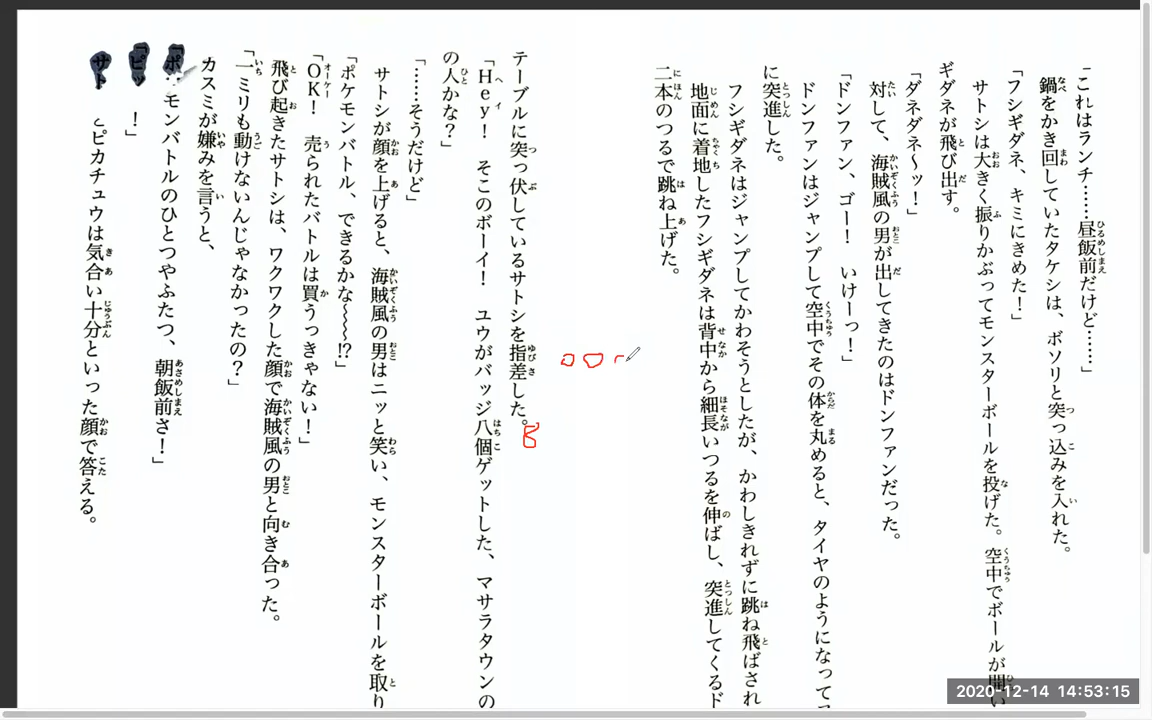 「これはランチ……昼飯前だけど……」
鍋をかき回していたタケシは、ボソリと突っ込みを入れた。
「フシギダネ、キミにきめた！」
サトシは大きく振りかぶってモンスターボールを投げた。空中でボールが開い
ギダネが飛び出す。
「ダネダネ〜ッ！」
対して、海賊風の男が出してきたのはドンファンだった。
「ドンファン、ゴー！　いけーっ！」
ドンファンはジャンプして空中でその体を丸めると、タイヤのようになって
に突進した。
フシギダネはジャンプしてかわそうとしたが、かわしきれずに跳ね飛ばされ
地面に着地したフシギダネは背中から細長いつるを伸ばし、突進してくるド
二本のつるで跳ね上げた。
テーブルに突っ伏しているサトシを指差した。
「Hey！　そこのボーイ！　ユウがバッジ八個ゲットした、マサラタウンの
の人かな？」
「……そうだけど」
サトシが顔を上げると、海賊風の男はニッと笑い、モンスターボールを取り
「ポケモンバトル、できるかな〜〜〜!?」
「OK！　売られたバトルは買うっきゃない！」
飛び起きたサトシは、ワクワクした顔で海賊風の男と向き合った。
「一ミリも動けないんじゃなかったの？」
カスミが嫌みを言うと、
「ポ モンバトルのひとつやふたつ、朝飯前さ！」
「ピッ ！」
サト とピカチュウは気合い十分といった顔で答える。
2020-12-14 14:53:15